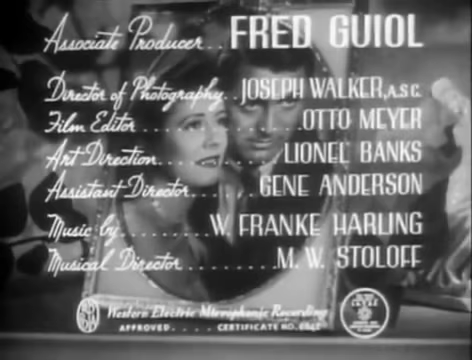 Associate Producer.. FRED GUIOL
Director of Photography.. JOSEPH WALKER, A.S.C.
Film Editor........... OTTO MEYER
Art Direction........... LIONEL BANKS
Assistant Director...... GENE ANDERSON
Music by........ W. FRANKE HARLING
Musical Director........ M. W. STOLOFF
Western Electric Microphonic Recording
APPROVED..... CERTIFICATE NO.